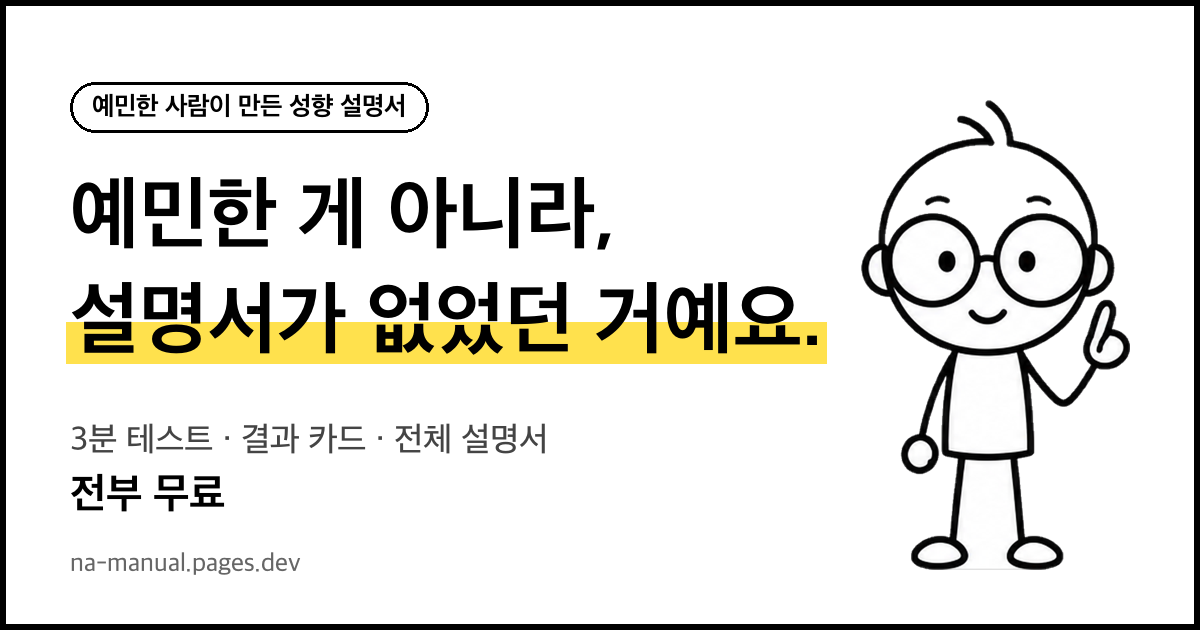 예민한 사람이 만든 성향 설명서
예민한 게 아니라,
설명서가 없었던 거예요.
3분 테스트 · 결과 카드 · 전체 설명서
전부 무료
na-manual.pages.dev